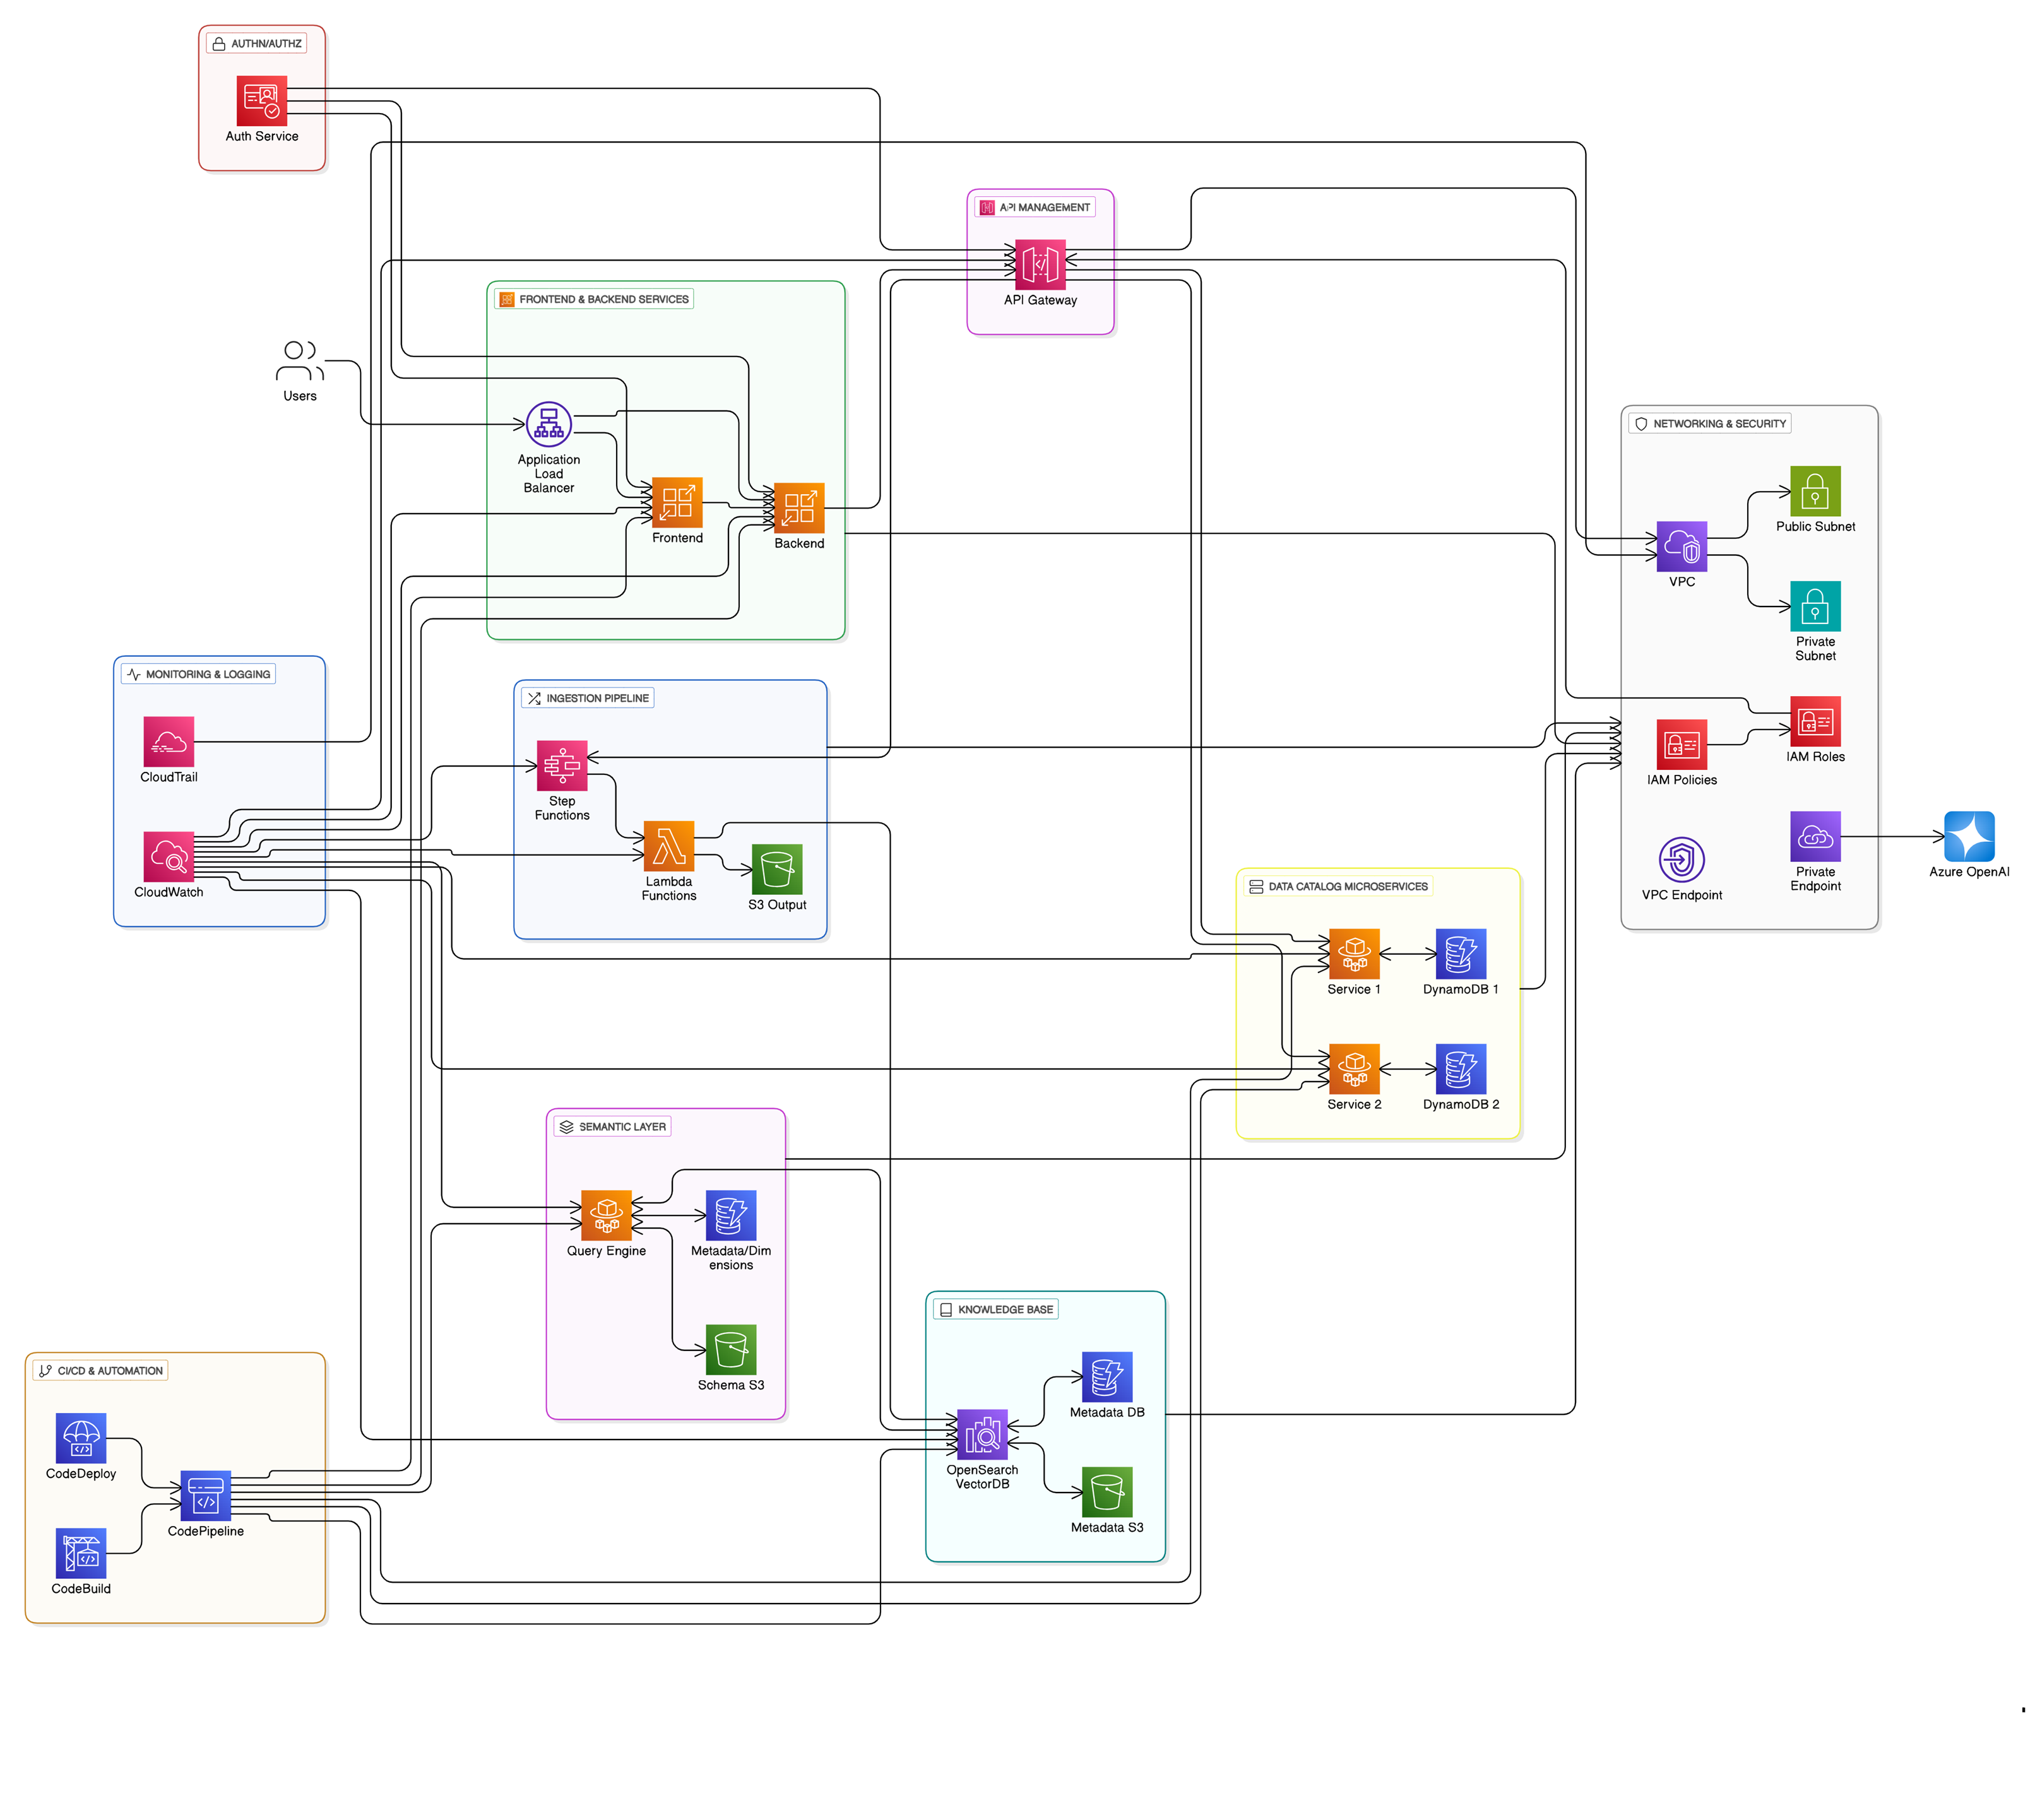 AUTHN/AUTHZ
Auth Service
API MANAGEMENT
API Gateway
FRONTEND & BACKEND SERVICES
Users
Application
Load
Balancer
Frontend
Backend
NETWORKING & SECURITY
Public Subnet
VPC
Private
Subnet
IAM Roles
IAM Policies
Private
Endpoint
VPC Endpoint
Azure OpenAI
MONITORING & LOGGING
CloudTrail
CloudWatch
INGESTION PIPELINE
Step
Functions
Lambda
Functions
S3 Output
DATA CATALOG MICROSERVICES
Service 1
DynamoDB 1
Service 2
DynamoDB 2
SEMANTIC LAYER
Query Engine
Metadata/Dim
ensions
Schema S3
KNOWLEDGE BASE
Metadata DB
OpenSearch
VectorDB
Metadata S3
CI/CD & AUTOMATION
CodeDeploy
CodePipeline
CodeBuild